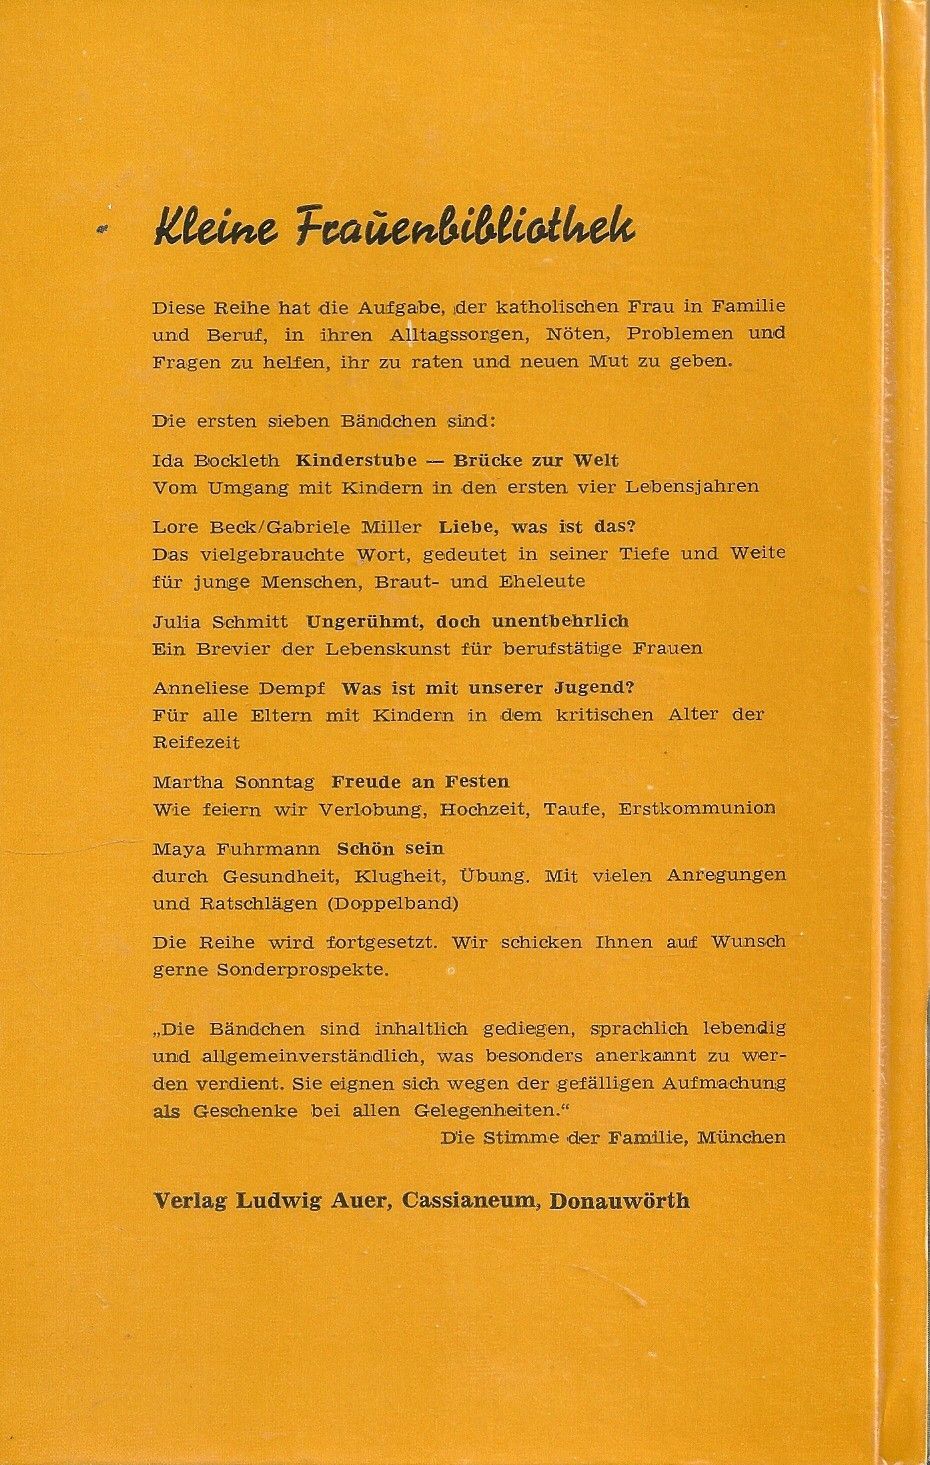 Kleine Frauenbibliothek
Diese Reihe hat die Aufgabe, der katholischen Frau in Familie
und Beruf, in ihren Alltagssorgen, Nöten, Problemen und
Fragen zu helfen, ihr zu raten und neuen Mut zu geben.
Die ersten sieben Bändchen sind:
Ida Bockleth Kinderstube — Brücke zur Welt
Vom Umgang mit Kindern in den ersten vier Lebensjahren
Lore Beck/Gabriele Miller Liebe, was ist das?
Das vielgebrauchte Wort, gedeutet in seiner Tiefe und Weite
für junge Menschen, Braut- und Eheleute
Julia Schmitt Ungerühmt, doch unentbehrlich
Ein Brevier der Lebenskunst für berufstätige Frauen
Anneliese Dempf Was ist mit unserer Jugend?
Für alle Eltern mit Kindern in dem kritischen Alter der
Reifezeit
Martha Sonntag Freude an Festen
Wie feiern wir Verlobung, Hochzeit, Taufe, Erstkommunion
Maya Fuhrmann Schön sein
durch Gesundheit, Klugheit, Übung. Mit vielen Anregungen
und Ratschlägen (Doppelband)
Die Reihe wird fortgesetzt. Wir schicken Ihnen auf Wunsch
gerne Sonderprospekte.
„Die Bändchen sind inhaltlich gediegen, sprachlich lebendig
und allgemeinverständlich, was besonders anerkannt zu wer-
den verdient. Sie eignen sich wegen der gefälligen Aufmachung
als Geschenke bei allen Gelegenheiten.“
Die Stimme der Familie, München
Verlag Ludwig Auer, Cassianeum, Donauwörth